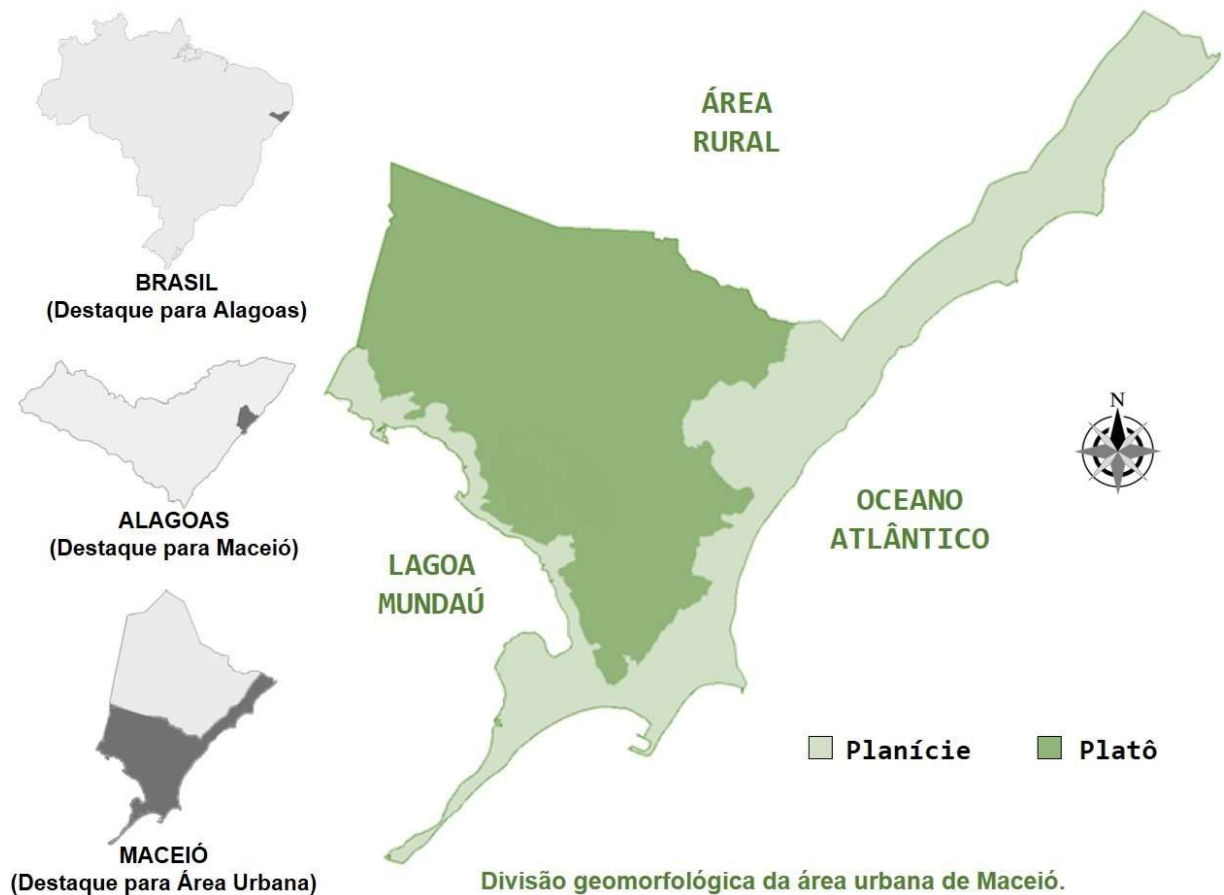 BRASIL
(Destaque para Alagoas)
ALAGOAS
(Destaque para Maceió)
MACEIÓ
(Destaque para Área Urbana)
ÁREA
RURAL
N
OCEANO
ATLÂNTICO
LAGOA
MUNDAÚ
Planície
Platô
Divisão geomorfológica da área urbana de Maceió.